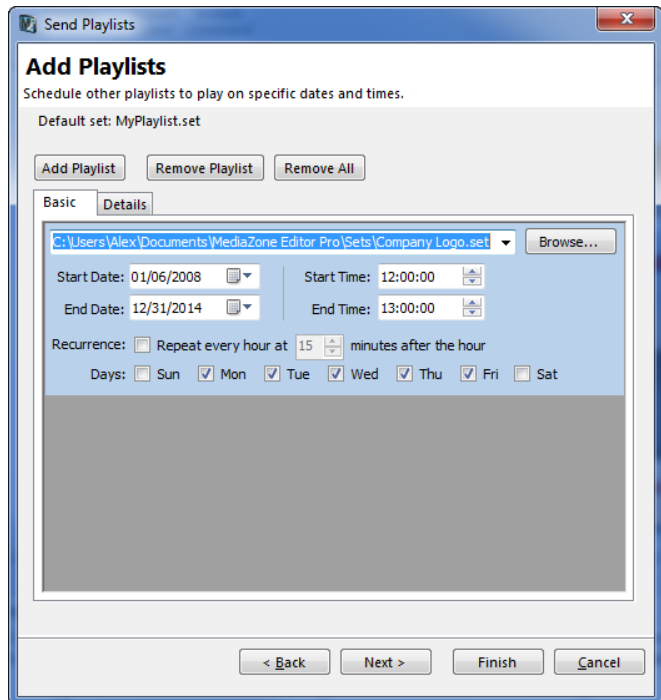 Send Playlists
Add Playlists
Schedule other playlists to play on specific dates and times.
Default set: MyPlaylist.set
Add Playlist Remove Playlist Remove All
Basic Details
C:\Users\Alex\Documents\MediaZone Editor Pro\Sets\Company Logo.set Browse...
Start Date: 01/06/2008 Start Time: 12:00:00
End Date: 12/31/2014 End Time: 13:00:00
Recurrence: Repeat every hour at 15 minutes after the hour
Days: Sun Mon Tue Wed Thu Fri Sat
< Back Next > Finish Cancel